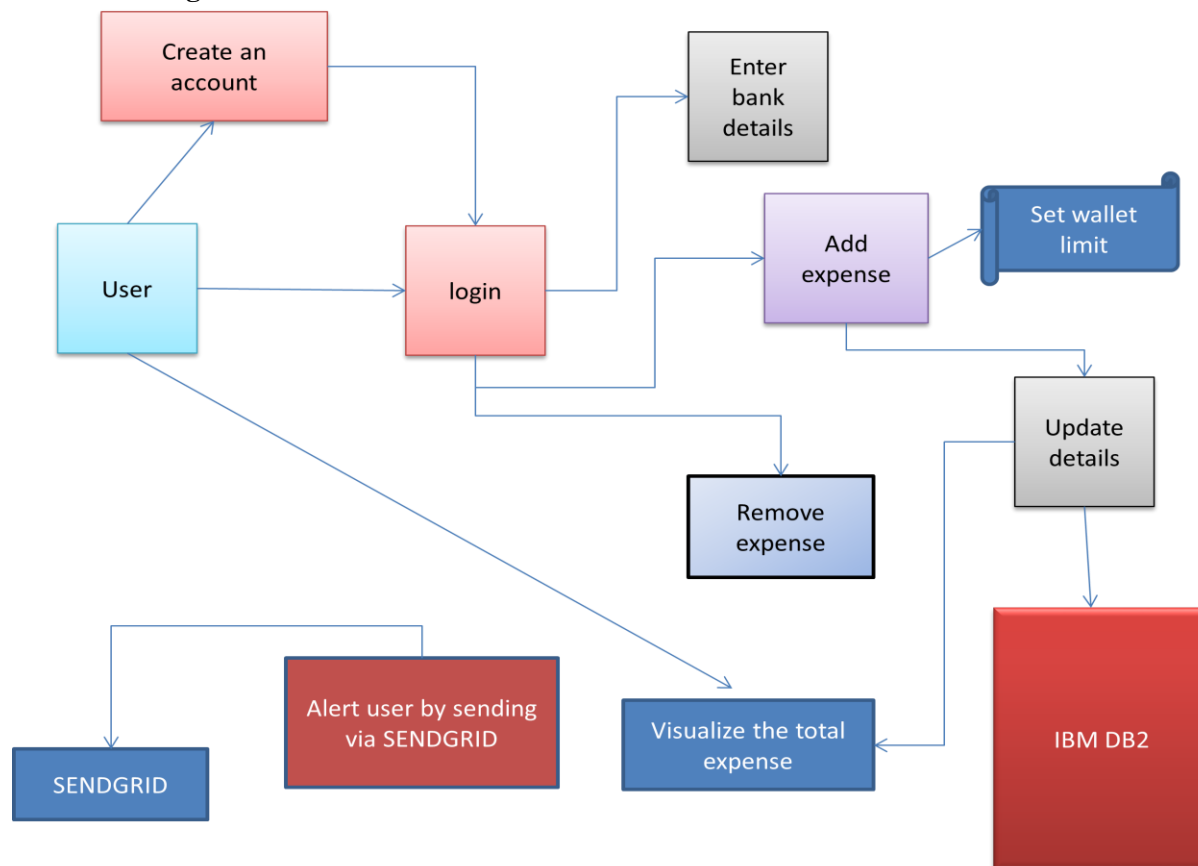 Create an
account
Enter
bank
details
Set wallet
limit
Add
expense
User
login
Update
details
Remove
expense
Alert user by sending
via SENDGRID
Visualize the total
expense
IBM DB2
SENDGRID